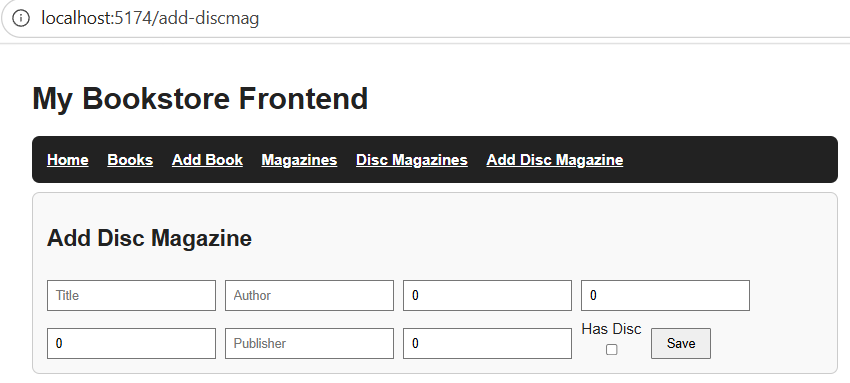 localhost:5174/add-discmag
My Bookstore Frontend
Home Books Add Book Magazines Disc Magazines Add Disc Magazine
Add Disc Magazine
Title Author 0 0
Has Disc
0 Publisher 0 Save